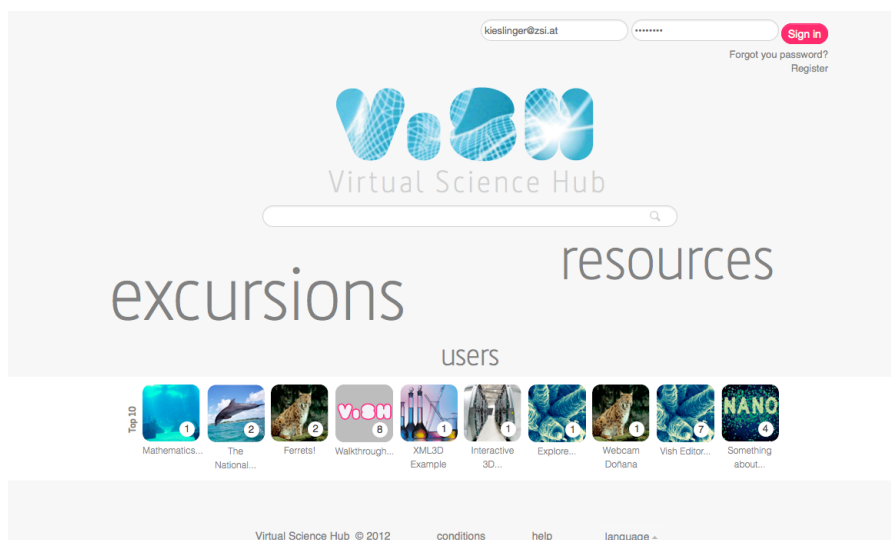 kieslinger@zsi.at ········ Sign in
Forgot you password?
Register
ViSH
Virtual Science Hub
resources
excursions
users
Top 10
1 2 1 8 1 1 1 1 7 4
ViSH
NANO
Mathematics... The National... Ferrets! Walkthrough... XML3D Example Interactive 3D... Explore... Webcam Doñana Vish Editor... Something about...
Virtual Science Hub © 2012 conditions help language